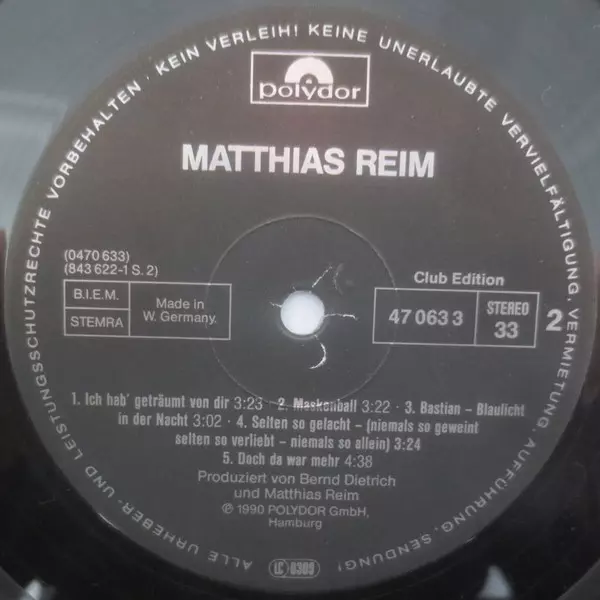 ALLE URHEBER- UND LEISTUNGSSCHUTZRECHTE VORBEHALTEN · KEIN VERLEIH! KEINE UNERLAUBTE VERVIELFÄLTIGUNG, VERMIETUNG, AUFFÜHRUNG, SENDUNG!
polydor
MATTHIAS REIM
(0470 633)
(843 622-1 S. 2)
B.I.E.M.
STEMRA
Made in
W. Germany.
Club Edition
47 063 3
STEREO
33
2
1. Ich hab' geträumt von dir 3:23 · 2. Maskenball 3:22 · 3. Bastian – Blaulicht
in der Nacht 3:02 · 4. Selten so gelacht – (niemals so geweint
selten so verliebt – niemals so allein) 3:24
5. Doch da war mehr 4:38
Produziert von Bernd Dietrich
und Matthias Reim
℗ 1990 POLYDOR GmbH,
Hamburg
LC 0309